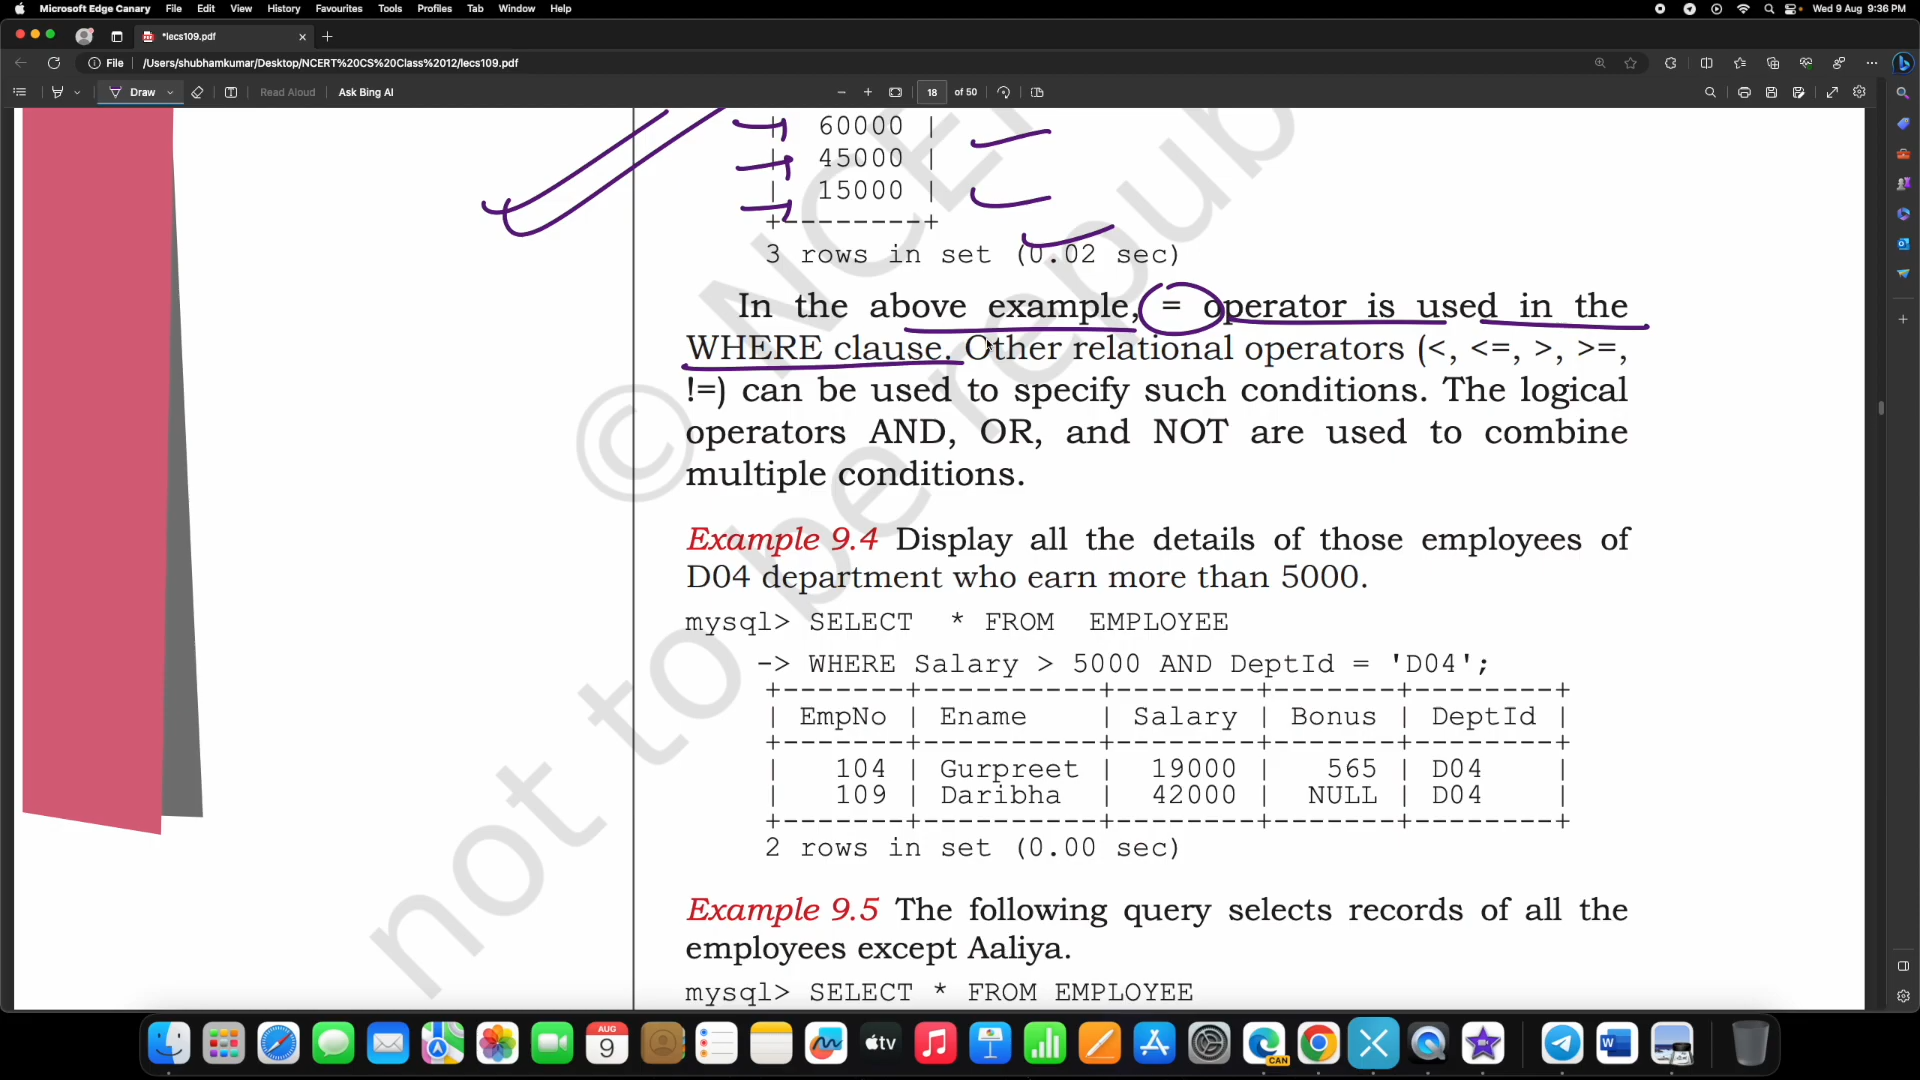 Microsoft Edge Canary File Edit View History Favourites Tools Profiles Tab Window Help Wed 9 Aug 9:36 PM
*lecs109.pdf
File /Users/shubhamkumar/Desktop/NCERT%20CS%20Class%2012/lecs109.pdf
Draw Read Aloud Ask Bing AI 18 of 50
| 60000 |
| 45000 |
| 15000 |
+---------+
3 rows in set (0.02 sec)
In the above example, = operator is used in the
WHERE clause. Other relational operators (<, <=, >, >=,
!=) can be used to specify such conditions. The logical
operators AND, OR, and NOT are used to combine
multiple conditions.
Example 9.4 Display all the details of those employees of
D04 department who earn more than 5000.
mysql> SELECT * FROM EMPLOYEE
-> WHERE Salary > 5000 AND DeptId = 'D04';
+-------+----------+--------+-------+--------+
| EmpNo | Ename | Salary | Bonus | DeptId |
+-------+----------+--------+-------+--------+
| 104 | Gurpreet | 19000 | 565 | D04 |
| 109 | Daribha | 42000 | NULL | D04 |
+-------+----------+--------+-------+--------+
2 rows in set (0.00 sec)
Example 9.5 The following query selects records of all the
employees except Aaliya.
mysql> SELECT * FROM EMPLOYEE
© NCE
not to be repub
AUG
9
tv
CAN
W